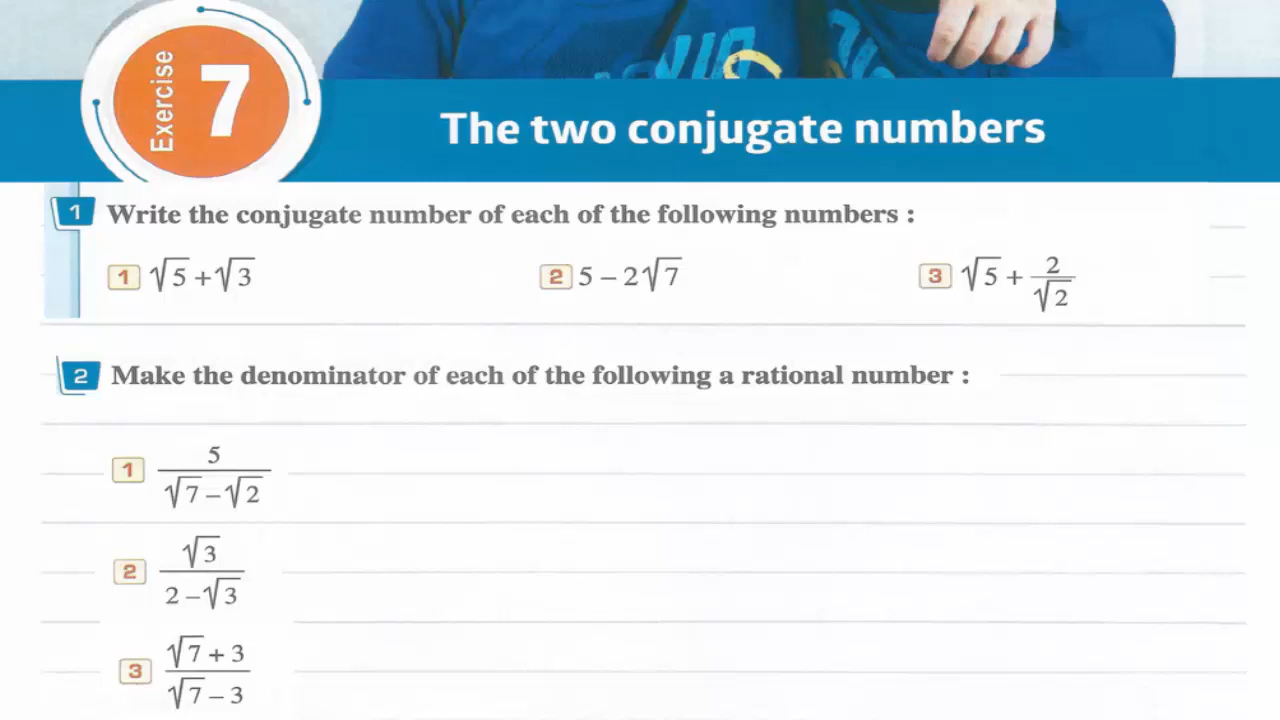 Exercise 7
The two conjugate numbers
1 Write the conjugate number of each of the following numbers :
1 √5 + √3 2 5 – 2√7 3 √5 + 2/√2
2 Make the denominator of each of the following a rational number :
1 5/(√7 – √2)
2 √3/(2 – √3)
3 (√7 + 3)/(√7 – 3)